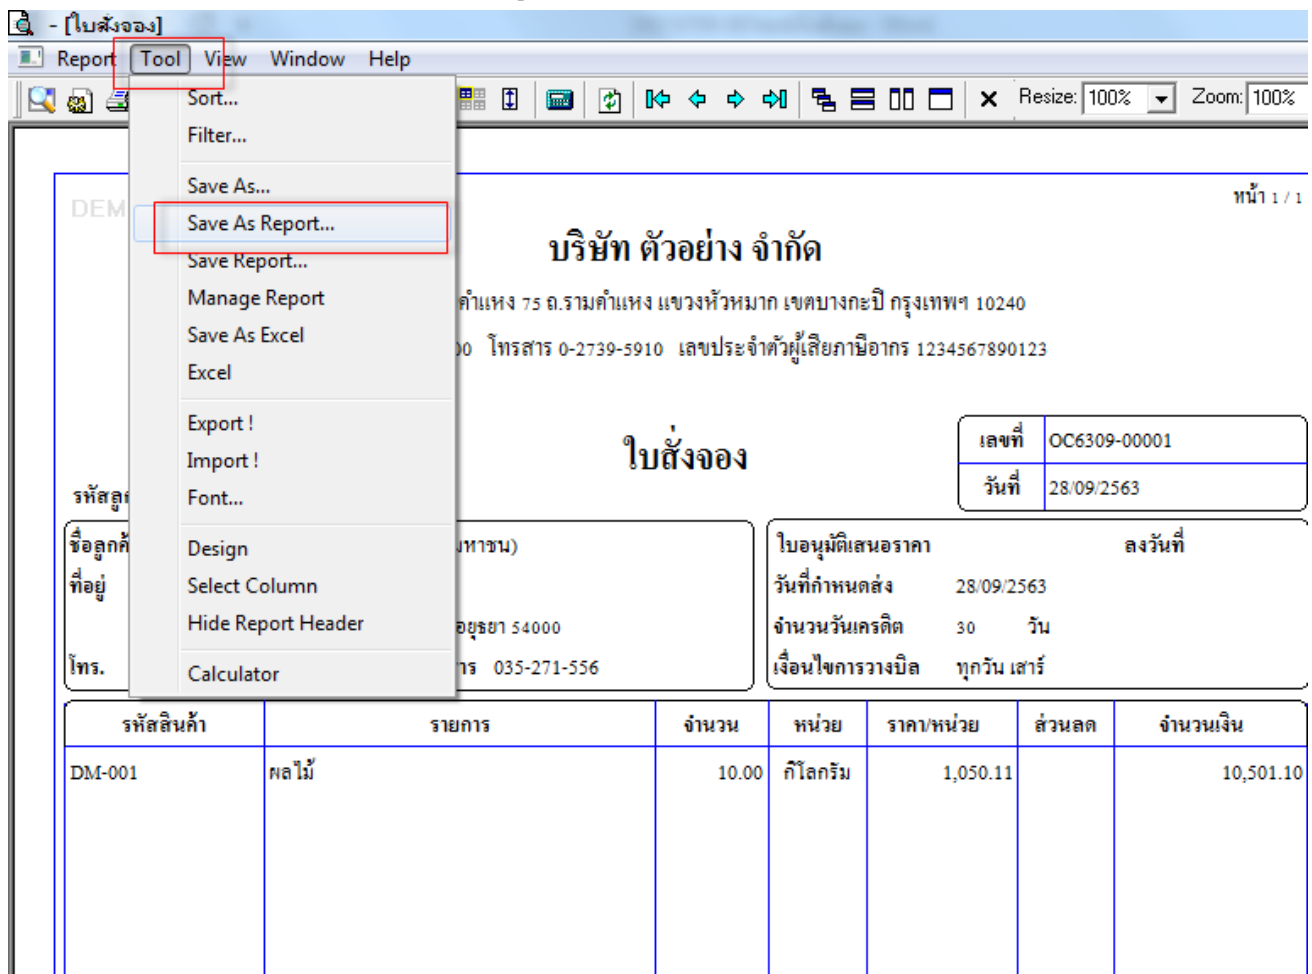 - [ใบสั่งจอง]
Report Tool View Window Help
Resize: 100% Zoom: 100%
Sort...
Filter...
Save As...
Save As Report...
Save Report...
Manage Report
Save As Excel
Excel
Export !
Import !
Font...
Design
Select Column
Hide Report Header
Calculator
DEM
หน้า 1 / 1
บริษัท ตัวอย่าง จำกัด
คำแหง 75 ถ.รามคำแหง แขวงหัวหมาก เขตบางกะปิ กรุงเทพฯ 10240
00 โทรสาร 0-2739-5910 เลขประจำตัวผู้เสียภาษีอากร 1234567890123
ใบสั่งจอง
เลขที่ OC6309-00001
วันที่ 28/09/2563
รหัสลูก
ชื่อลูกค้ มหาชน)
ที่อยู่
อยุธยา 54000
โทร. าร 035-271-556
ใบอนุมัติเสนอราคา ลงวันที่
วันที่กำหนดส่ง 28/09/2563
จำนวนวันเครดิต 30 วัน
เงื่อนไขการวางบิล ทุกวัน เสาร์
รหัสสินค้า รายการ จำนวน หน่วย ราคา/หน่วย ส่วนลด จำนวนเงิน
DM-001 ผลไม้ 10.00 กิโลกรัม 1,050.11 10,501.10